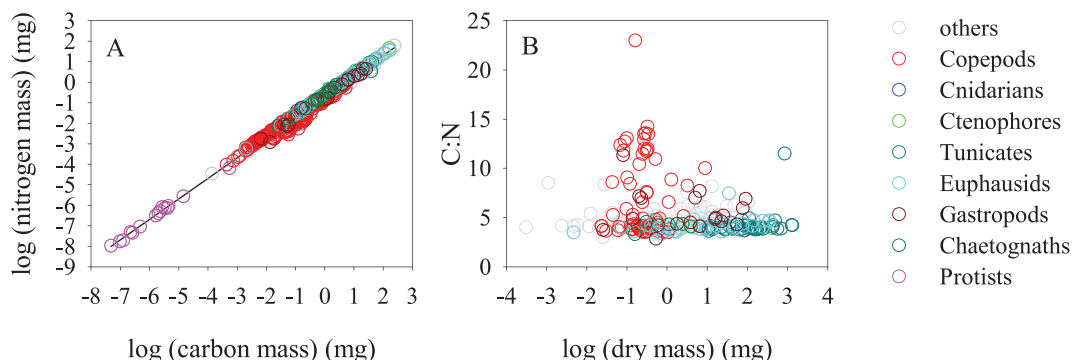 A
log (nitrogen mass) (mg)
3
2
1
0
-1
-2
-3
-4
-5
-6
-7
-8
-9
-8 -7 -6 -5 -4 -3 -2 -1 0 1 2 3
log (carbon mass) (mg)
B
C:N
25
20
15
10
5
0
-4 -3 -2 -1 0 1 2 3 4
log (dry mass) (mg)
others
Copepods
Cnidarians
Ctenophores
Tunicates
Euphausids
Gastropods
Chaetognaths
Protists